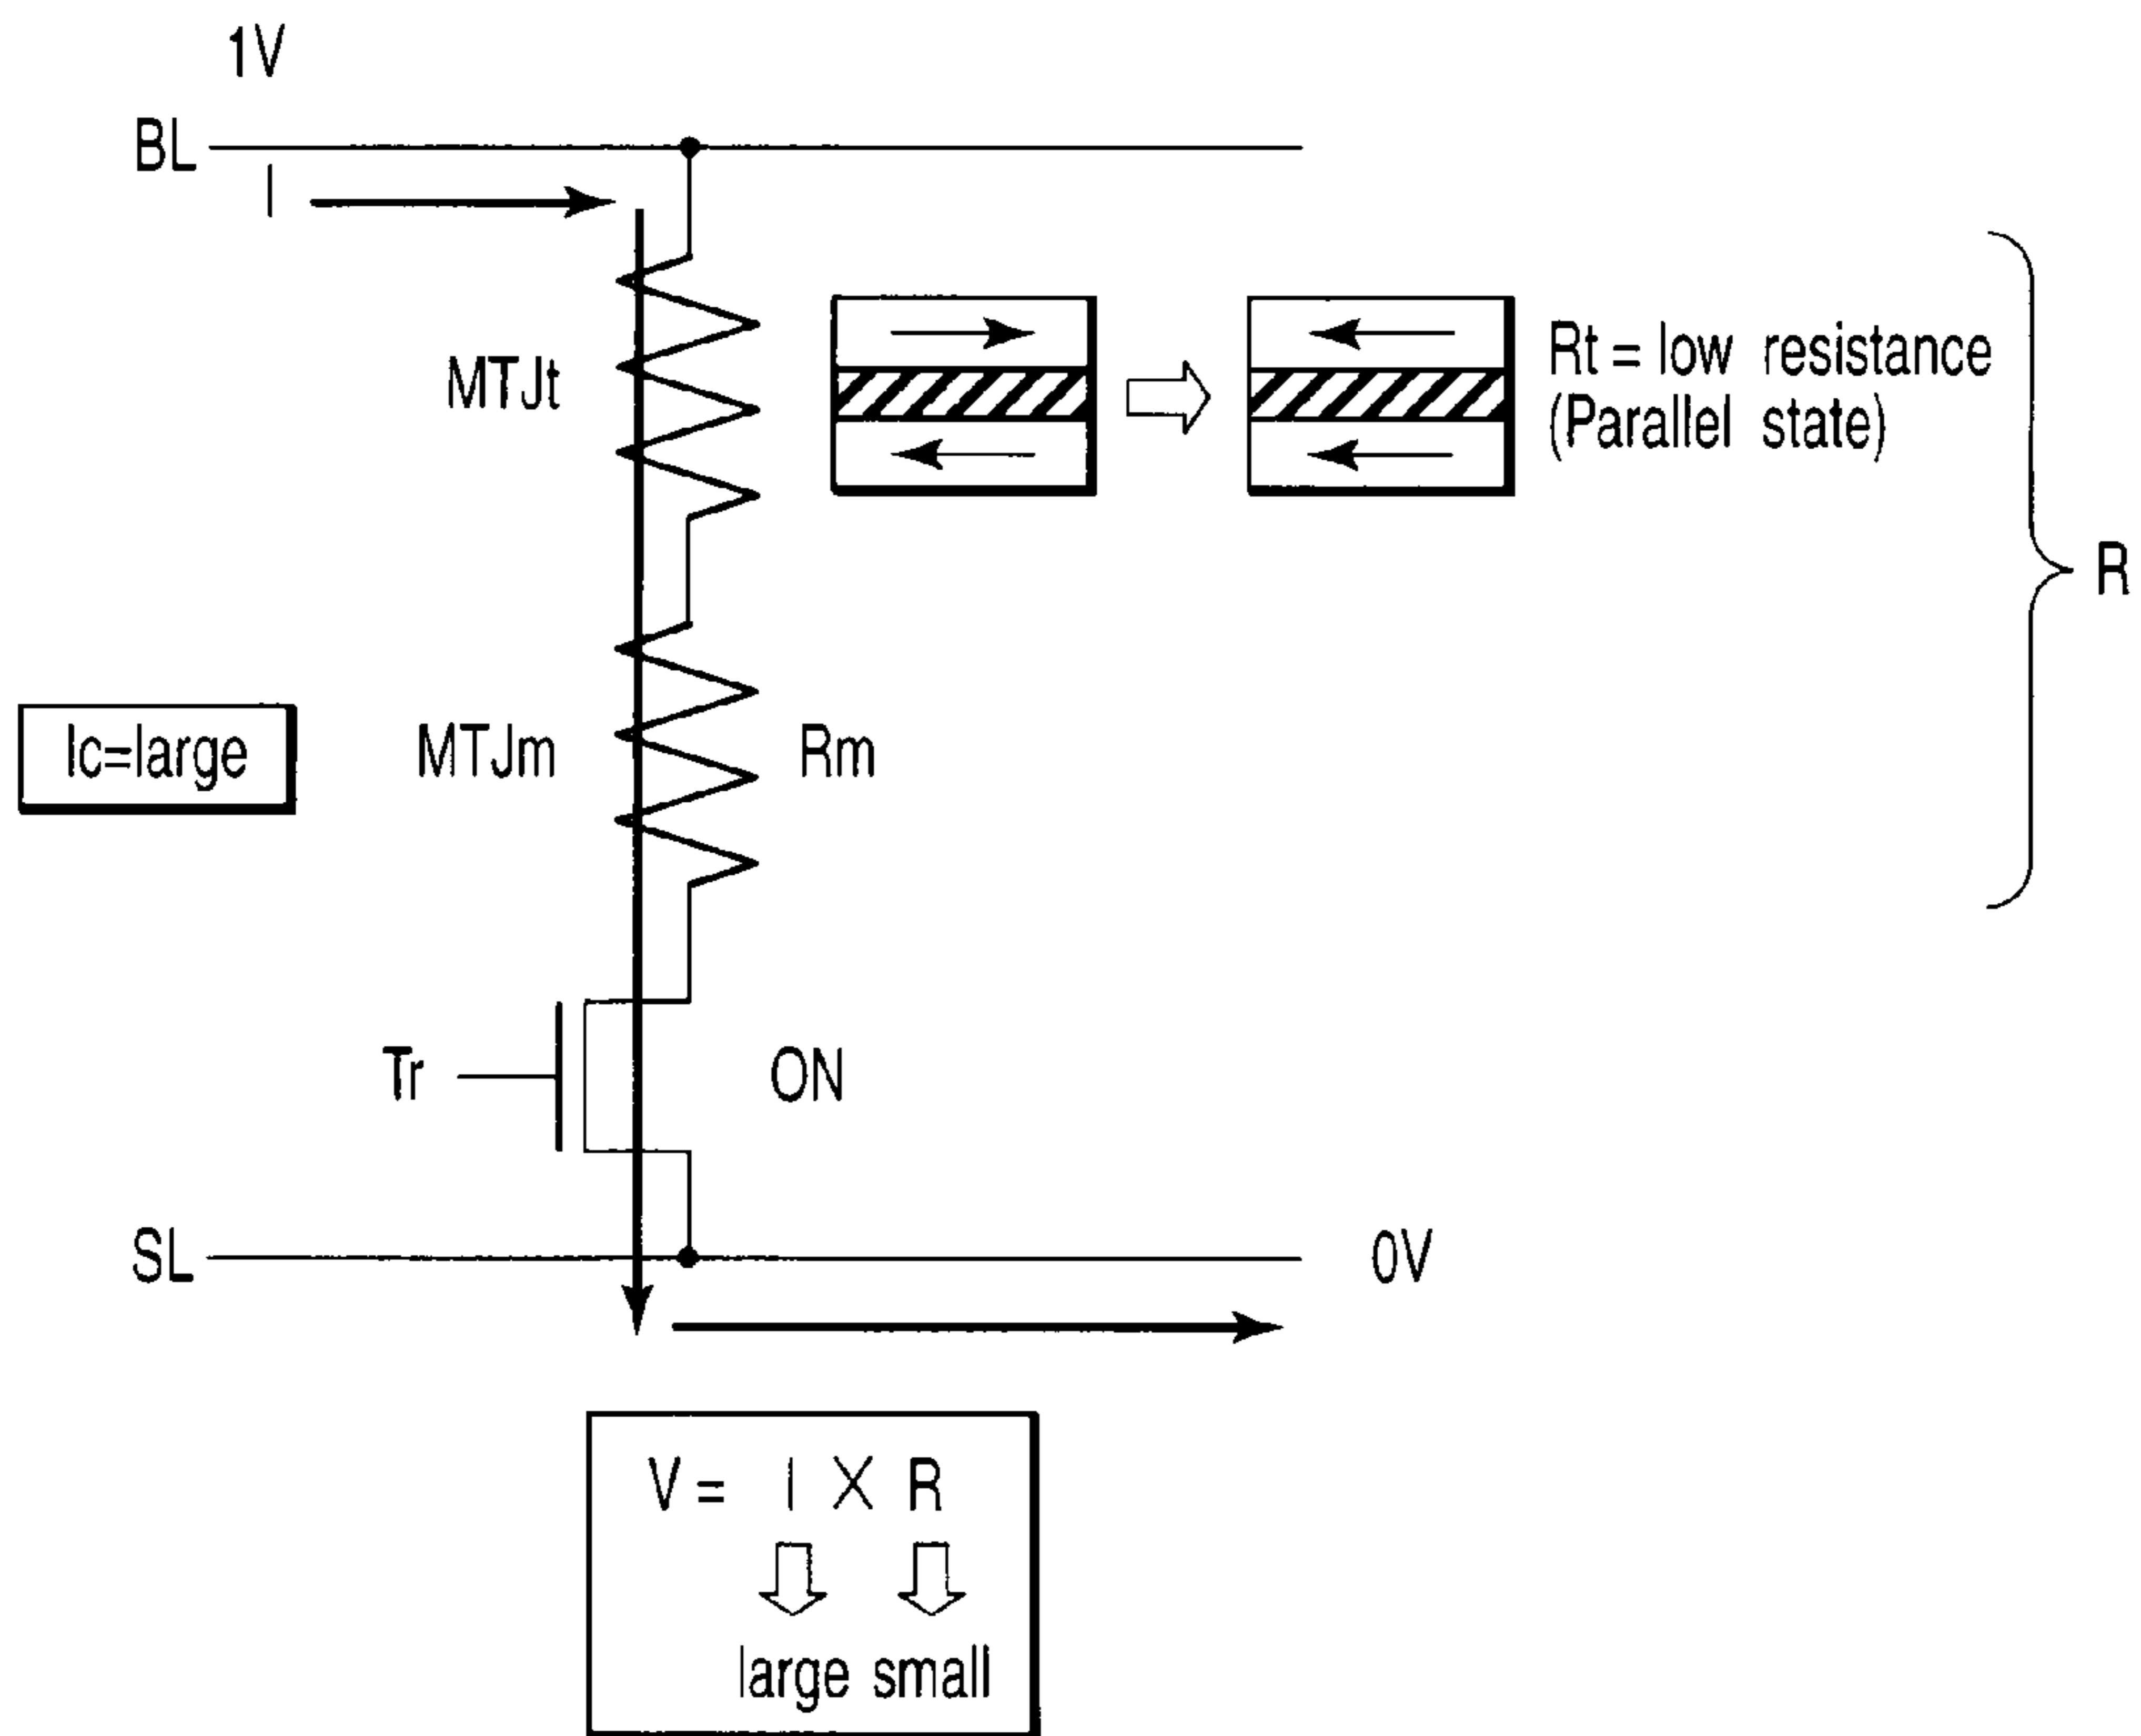 1V
BL
I
MTJt
Rt = low resistance
(Parallel state)
R
Ic=large
MTJm
Rm
Tr
ON
SL
0V
V = I X R
large small